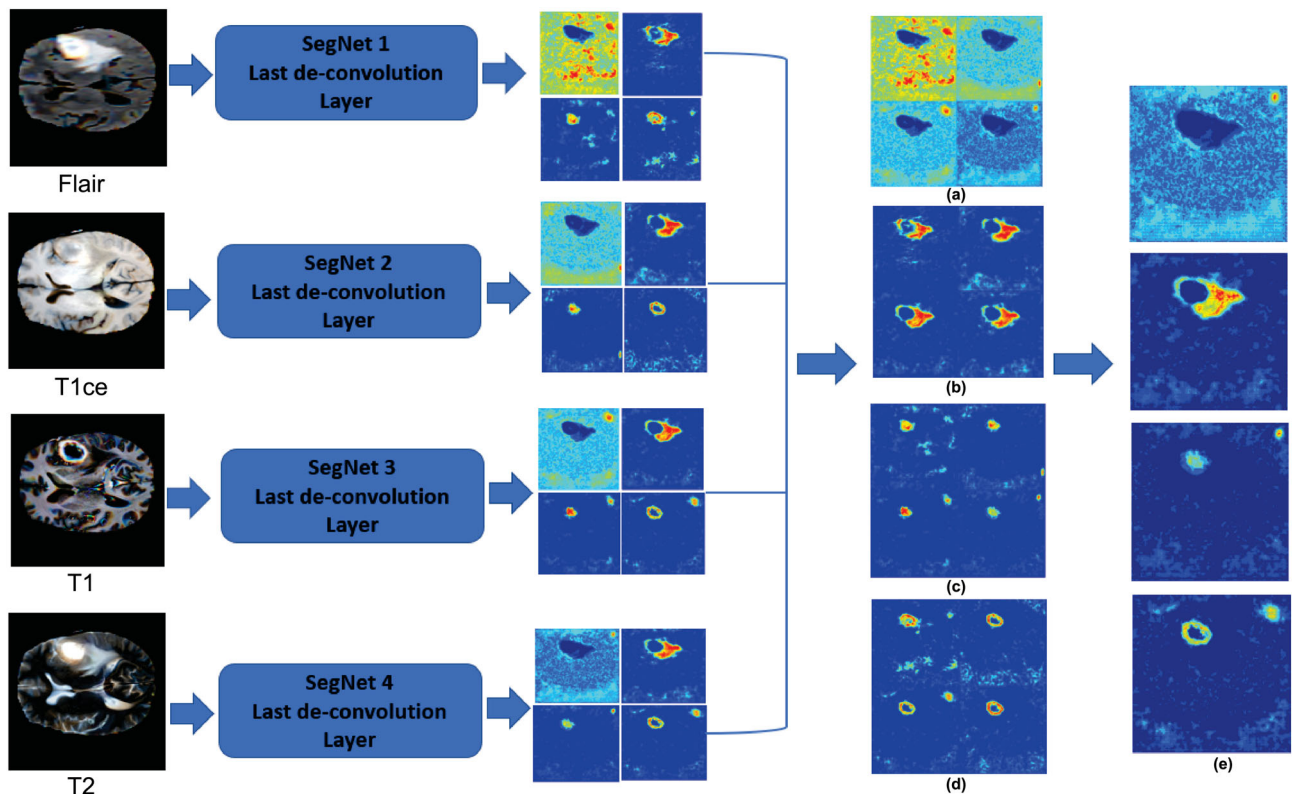 SegNet 1
Last de-convolution
Layer
Flair
(a)
SegNet 2
Last de-convolution
Layer
T1ce
(b)
SegNet 3
Last de-convolution
Layer
T1
(c)
SegNet 4
Last de-convolution
Layer
T2
(d)
(e)